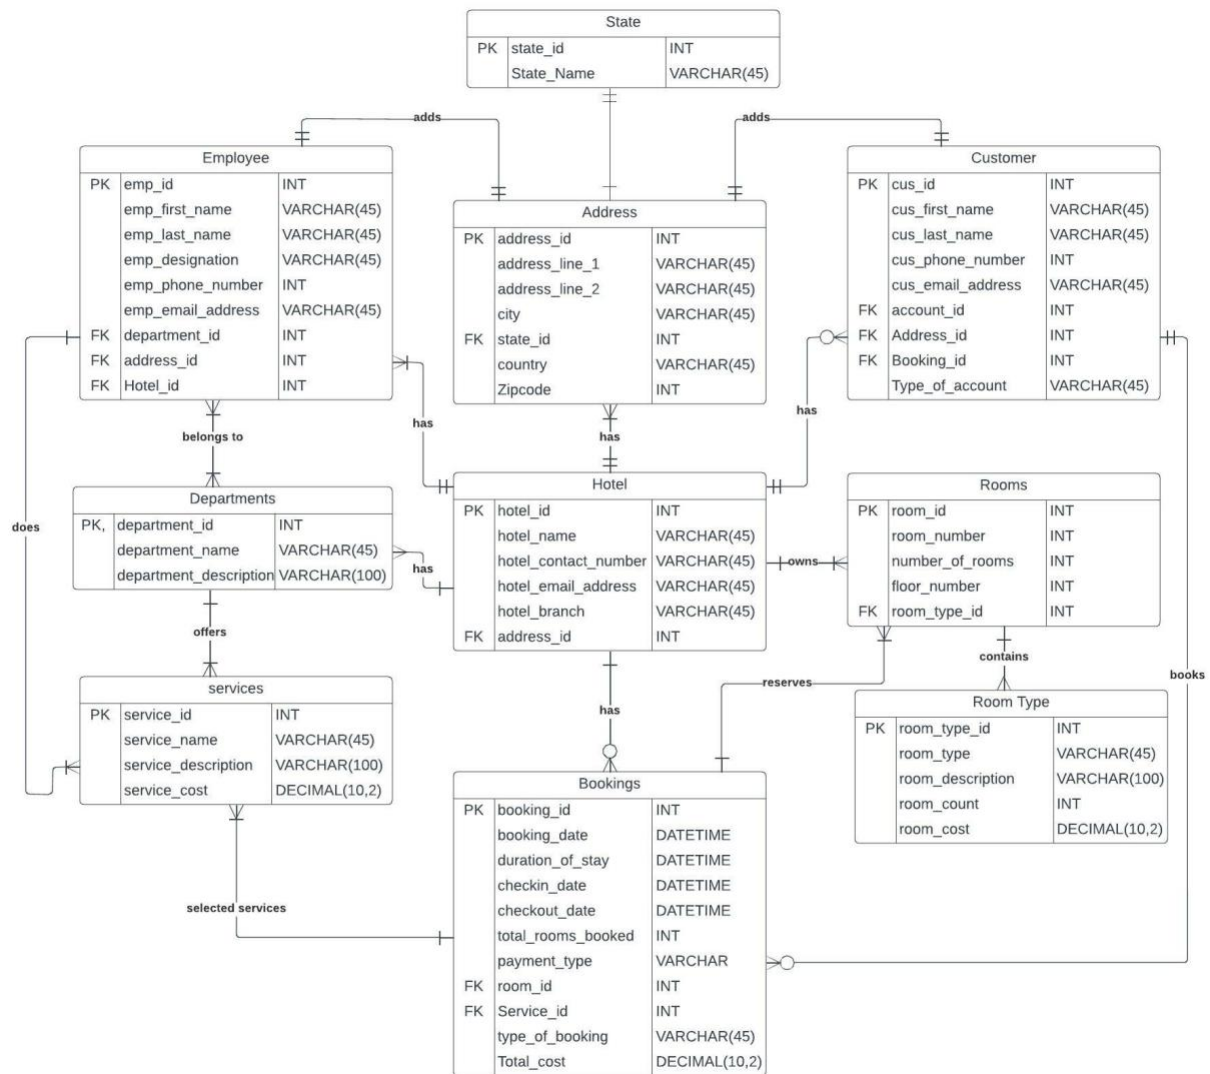 State
PK state_id INT
State_Name VARCHAR(45)
adds
adds
Employee
PK emp_id INT
emp_first_name VARCHAR(45)
emp_last_name VARCHAR(45)
emp_designation VARCHAR(45)
emp_phone_number INT
emp_email_address VARCHAR(45)
FK department_id INT
FK address_id INT
FK Hotel_id INT
Address
PK address_id INT
address_line_1 VARCHAR(45)
address_line_2 VARCHAR(45)
city VARCHAR(45)
FK state_id INT
country VARCHAR(45)
Zipcode INT
Customer
PK cus_id INT
cus_first_name VARCHAR(45)
cus_last_name VARCHAR(45)
cus_phone_number INT
cus_email_address VARCHAR(45)
FK account_id INT
FK Address_id INT
FK Booking_id INT
Type_of_account VARCHAR(45)
belongs to
has
has
has
does
Departments
PK, department_id INT
department_name VARCHAR(45)
department_description VARCHAR(100)
has
Hotel
PK hotel_id INT
hotel_name VARCHAR(45)
hotel_contact_number VARCHAR(45)
hotel_email_address VARCHAR(45)
hotel_branch VARCHAR(45)
FK address_id INT
owns
Rooms
PK room_id INT
room_number INT
number_of_rooms INT
floor_number INT
FK room_type_id INT
offers
contains
reserves
books
has
services
PK service_id INT
service_name VARCHAR(45)
service_description VARCHAR(100)
service_cost DECIMAL(10,2)
Room Type
PK room_type_id INT
room_type VARCHAR(45)
room_description VARCHAR(100)
room_count INT
room_cost DECIMAL(10,2)
selected services
Bookings
PK booking_id INT
booking_date DATETIME
duration_of_stay DATETIME
checkin_date DATETIME
checkout_date DATETIME
total_rooms_booked INT
payment_type VARCHAR
FK room_id INT
FK Service_id INT
type_of_booking VARCHAR(45)
Total_cost DECIMAL(10,2)